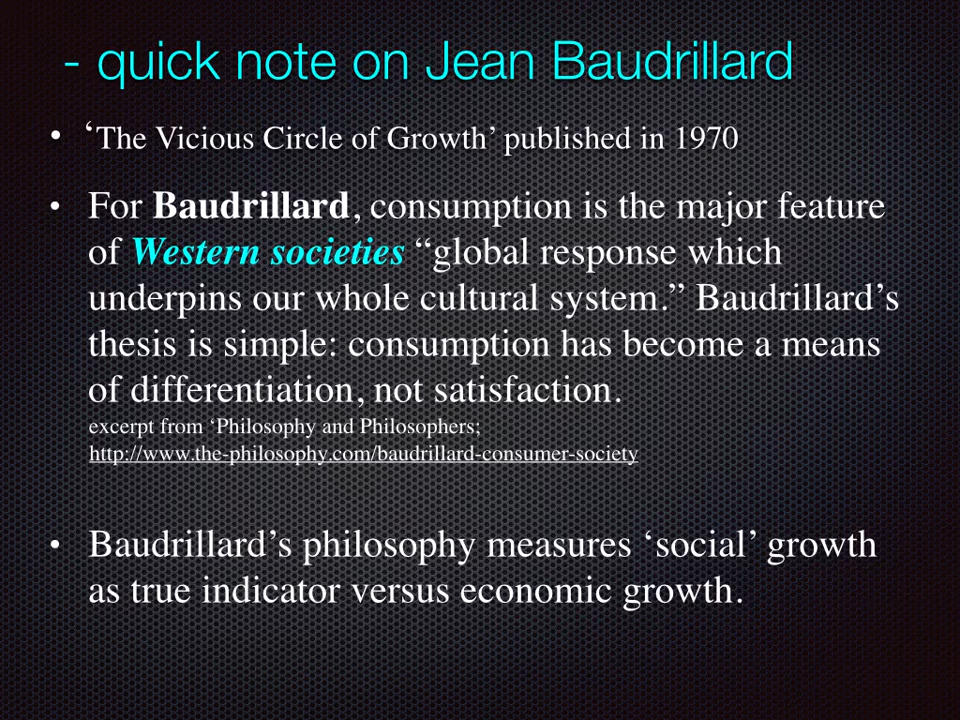 - quick note on Jean Baudrillard
• ‘The Vicious Circle of Growth’ published in 1970
• For Baudrillard, consumption is the major feature
of Western societies “global response which
underpins our whole cultural system.” Baudrillard’s
thesis is simple: consumption has become a means
of differentiation, not satisfaction.
excerpt from ‘Philosophy and Philosophers;
http://www.the-philosophy.com/baudrillard-consumer-society
• Baudrillard’s philosophy measures ‘social’ growth
as true indicator versus economic growth.